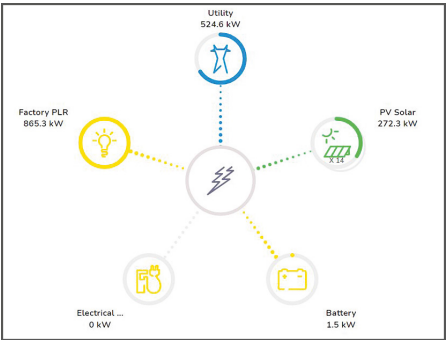 Utility
524.6 kW
Factory PLR
865.3 kW
PV Solar
272.3 kW
X 14
Electrical ...
0 kW
Battery
1.5 kW